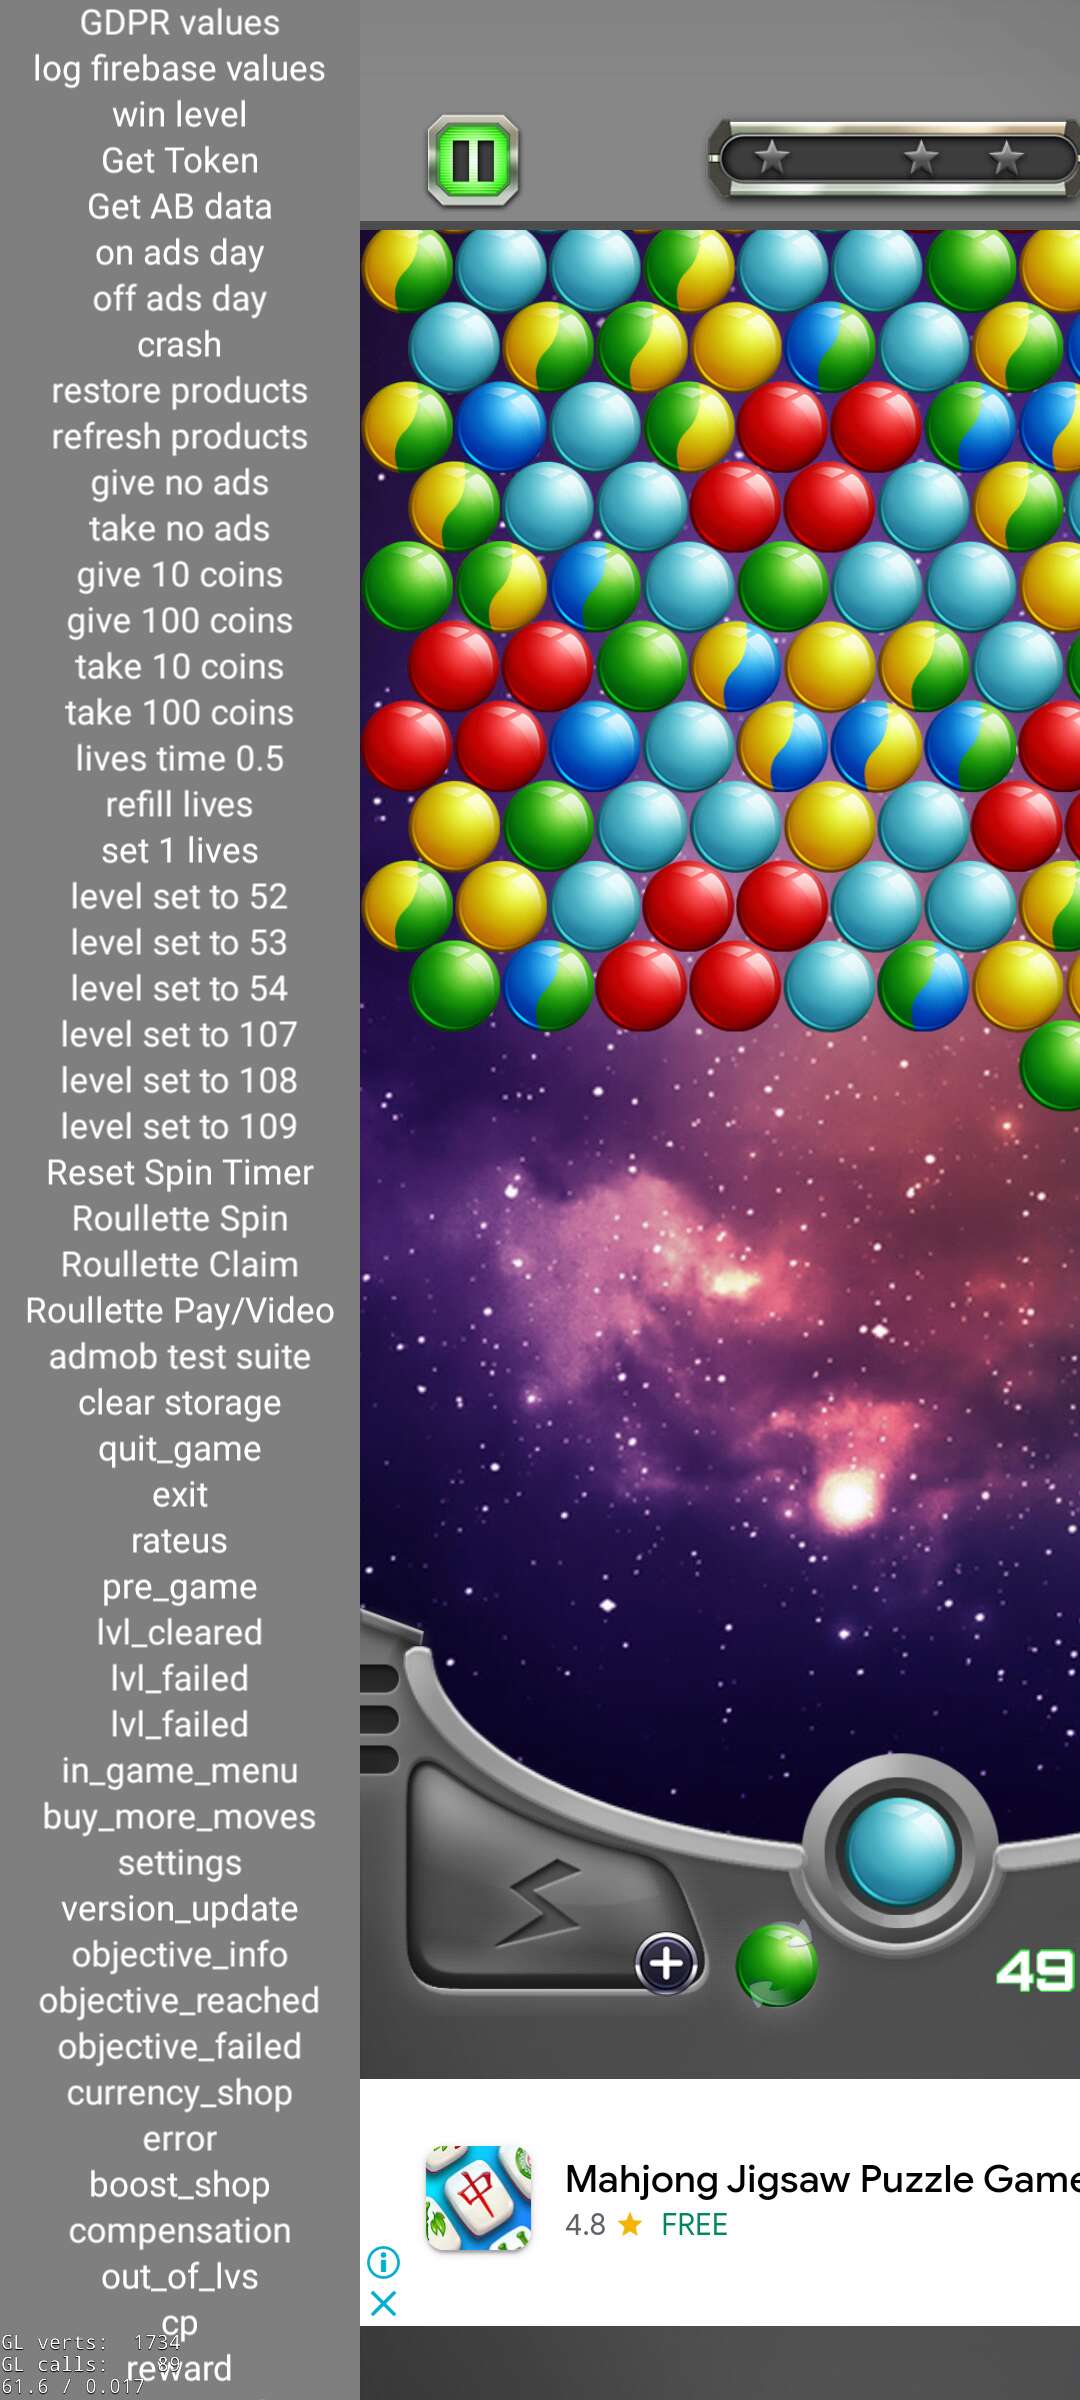 GDPR values
log firebase values
win level
Get Token
Get AB data
on ads day
off ads day
crash
restore products
refresh products
give no ads
take no ads
give 10 coins
give 100 coins
take 10 coins
take 100 coins
lives time 0.5
refill lives
set 1 lives
level set to 52
level set to 53
level set to 54
level set to 107
level set to 108
level set to 109
Reset Spin Timer
Roullette Spin
Roullette Claim
Roullette Pay/Video
admob test suite
clear storage
quit_game
exit
rateus
pre_game
lvl_cleared
lvl_failed
lvl_failed
in_game_menu
buy_more_moves
settings
version_update
objective_info
objective_reached
objective_failed
currency_shop
error
boost_shop
compensation
out_of_lvs
cp
reward
GL verts: 1734
GL calls: 89
61.6 / 0.017
49
中
Mahjong Jigsaw Puzzle Game
4.8 ★ FREE